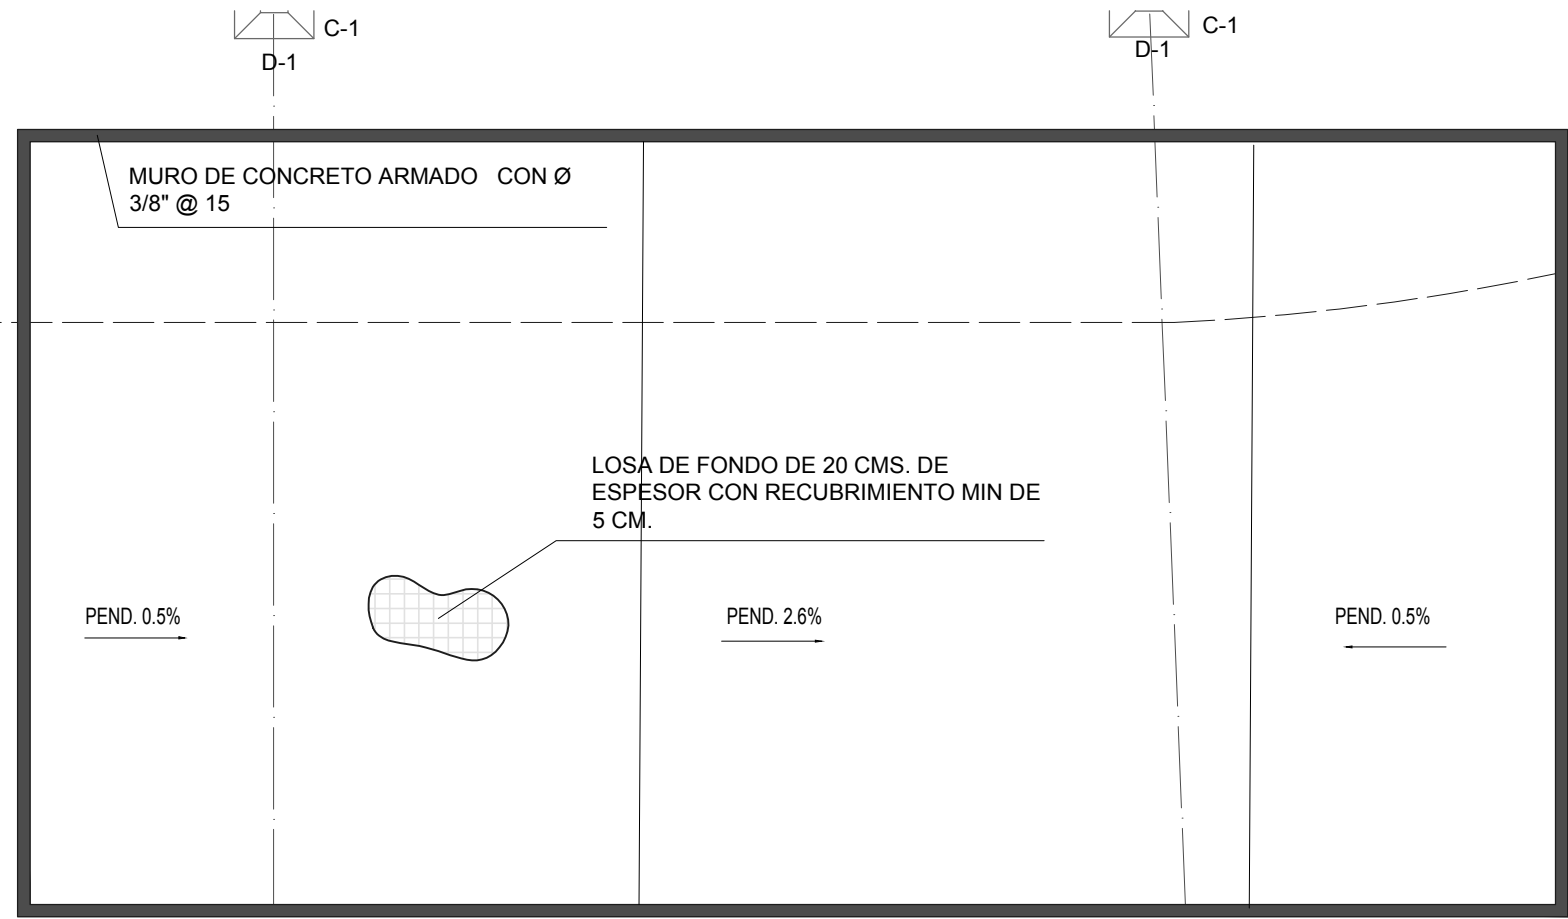 C-1
D-1
C-1
D-1
MURO DE CONCRETO ARMADO   CON Ø
3/8" @ 15
LOSA DE FONDO DE 20 CMS. DE
ESPESOR CON RECUBRIMIENTO MIN DE
5 CM.
PEND. 0.5%
PEND. 2.6%
PEND. 0.5%